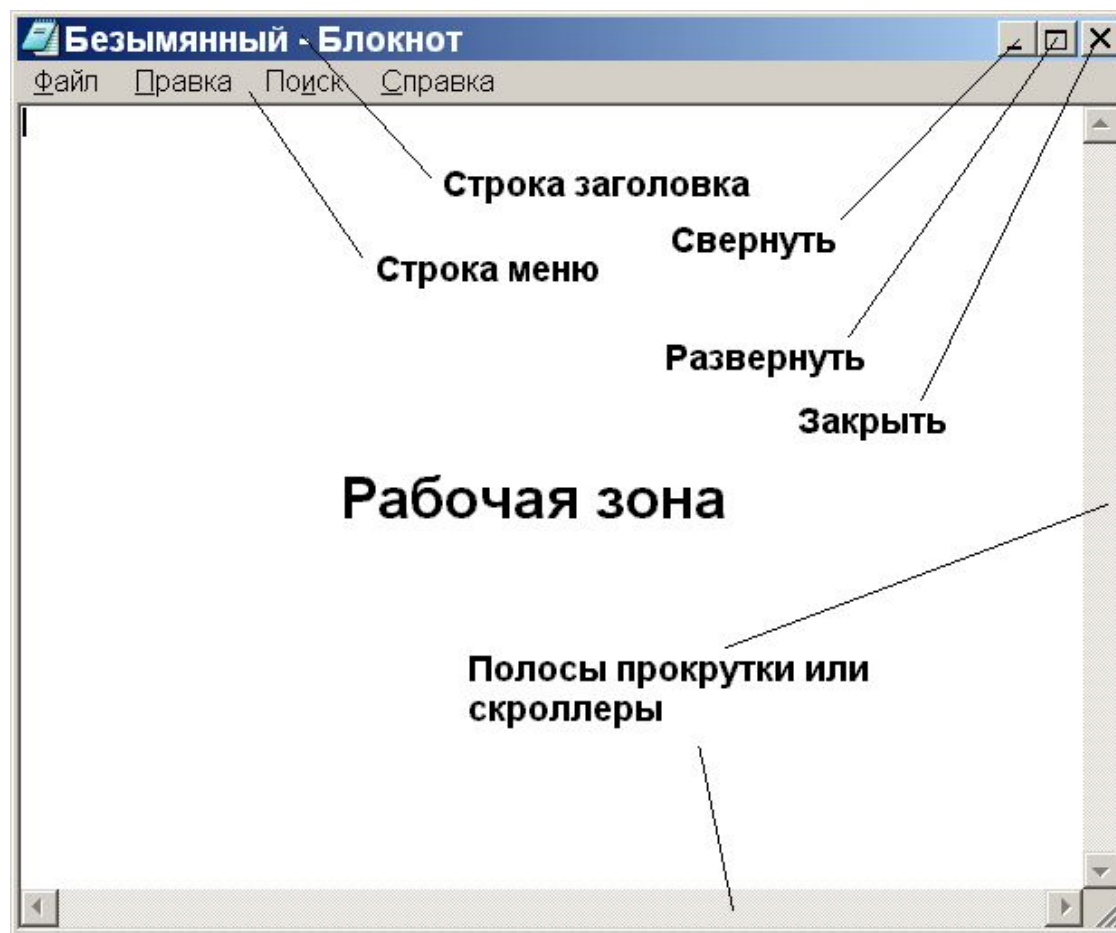 Безымянный - Блокнот
Файл Правка Поиск Справка
Строка заголовка
Свернуть
Строка меню
Развернуть
Закрыть
Рабочая зона
Полосы прокрутки или
скроллеры